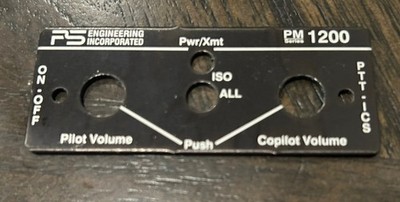 PS ENGINEERING INCORPORATED
Pwr/Xmt
PM Series 1200
ON-OFF
ISO
ALL
PTT-ICS
Pilot Volume
Push
Copilot Volume